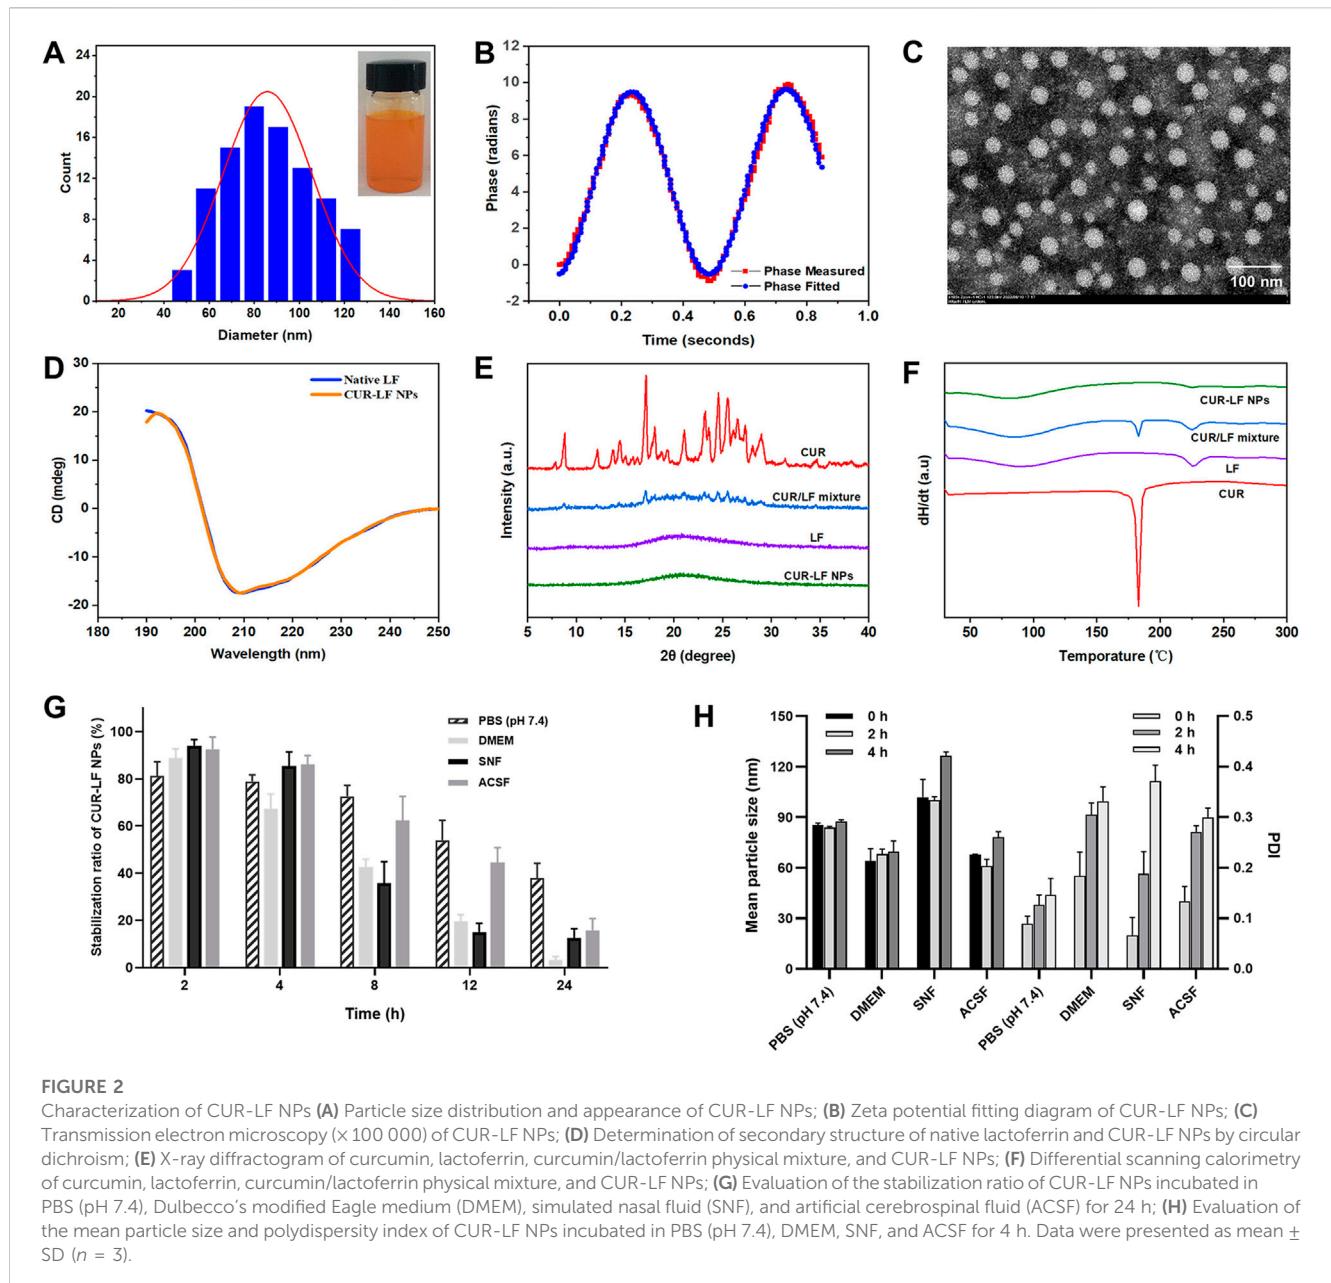 A
24
20
16
12
8
4
0
Count
20
40
60
80
100
120
140
160
Diameter (nm)
B
12
10
8
6
4
2
0
-2
Phase (radians)
Phase Measured
Phase Fitted
0.0
0.2
0.4
0.6
0.8
1.0
Time (seconds)
C
100 nm
D
30
20
10
0
-10
-20
CD (mdeg)
Native LF
CUR-LF NPs
180
190
200
210
220
230
240
250
Wavelength (nm)
E
Intensity (a.u.)
CUR
CUR/LF mixture
LF
CUR-LF NPs
5
10
15
20
25
30
35
40
2θ (degree)
F
dH/dt (a.u)
CUR-LF NPs
CUR/LF mixture
LF
CUR
50
100
150
200
250
300
Temporature (℃)
G
Stabilization ratio of CUR-LF NPs (%)
100
80
60
40
20
0
PBS (pH 7.4)
DMEM
SNF
ACSF
2
4
8
12
24
Time (h)
H
Mean particle size (nm)
150
120
90
60
30
0
0 h
2 h
4 h
0 h
2 h
4 h
0.5
0.4
0.3
0.2
0.1
0.0
PDI
PBS (pH 7.4)
DMEM
SNF
ACSF
PBS (pH 7.4)
DMEM
SNF
ACSF
FIGURE 2
Characterization of CUR-LF NPs (A) Particle size distribution and appearance of CUR-LF NPs; (B) Zeta potential fitting diagram of CUR-LF NPs; (C)
Transmission electron microscopy (×100 000) of CUR-LF NPs; (D) Determination of secondary structure of native lactoferrin and CUR-LF NPs by circular
dichroism; (E) X-ray diffractogram of curcumin, lactoferrin, curcumin/lactoferrin physical mixture, and CUR-LF NPs; (F) Differential scanning calorimetry
of curcumin, lactoferrin, curcumin/lactoferrin physical mixture, and CUR-LF NPs; (G) Evaluation of the stabilization ratio of CUR-LF NPs incubated in
PBS (pH 7.4), Dulbecco's modified Eagle medium (DMEM), simulated nasal fluid (SNF), and artificial cerebrospinal fluid (ACSF) for 24 h; (H) Evaluation of
the mean particle size and polydispersity index of CUR-LF NPs incubated in PBS (pH 7.4), DMEM, SNF, and ACSF for 4 h. Data were presented as mean ±
SD (n = 3).